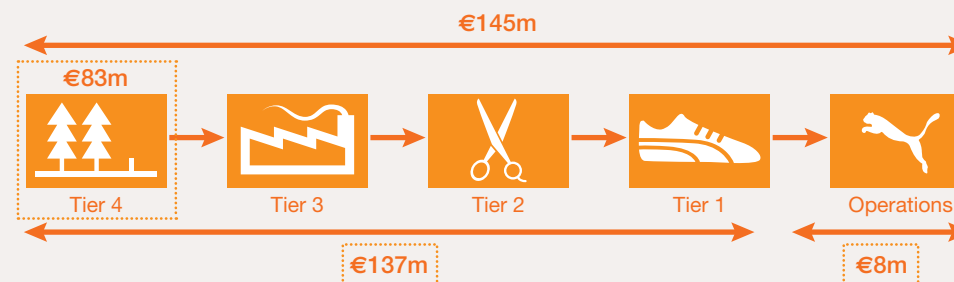 €145m
€83m
Tier 4
Tier 3
Tier 2
Tier 1
Operations
€137m
€8m